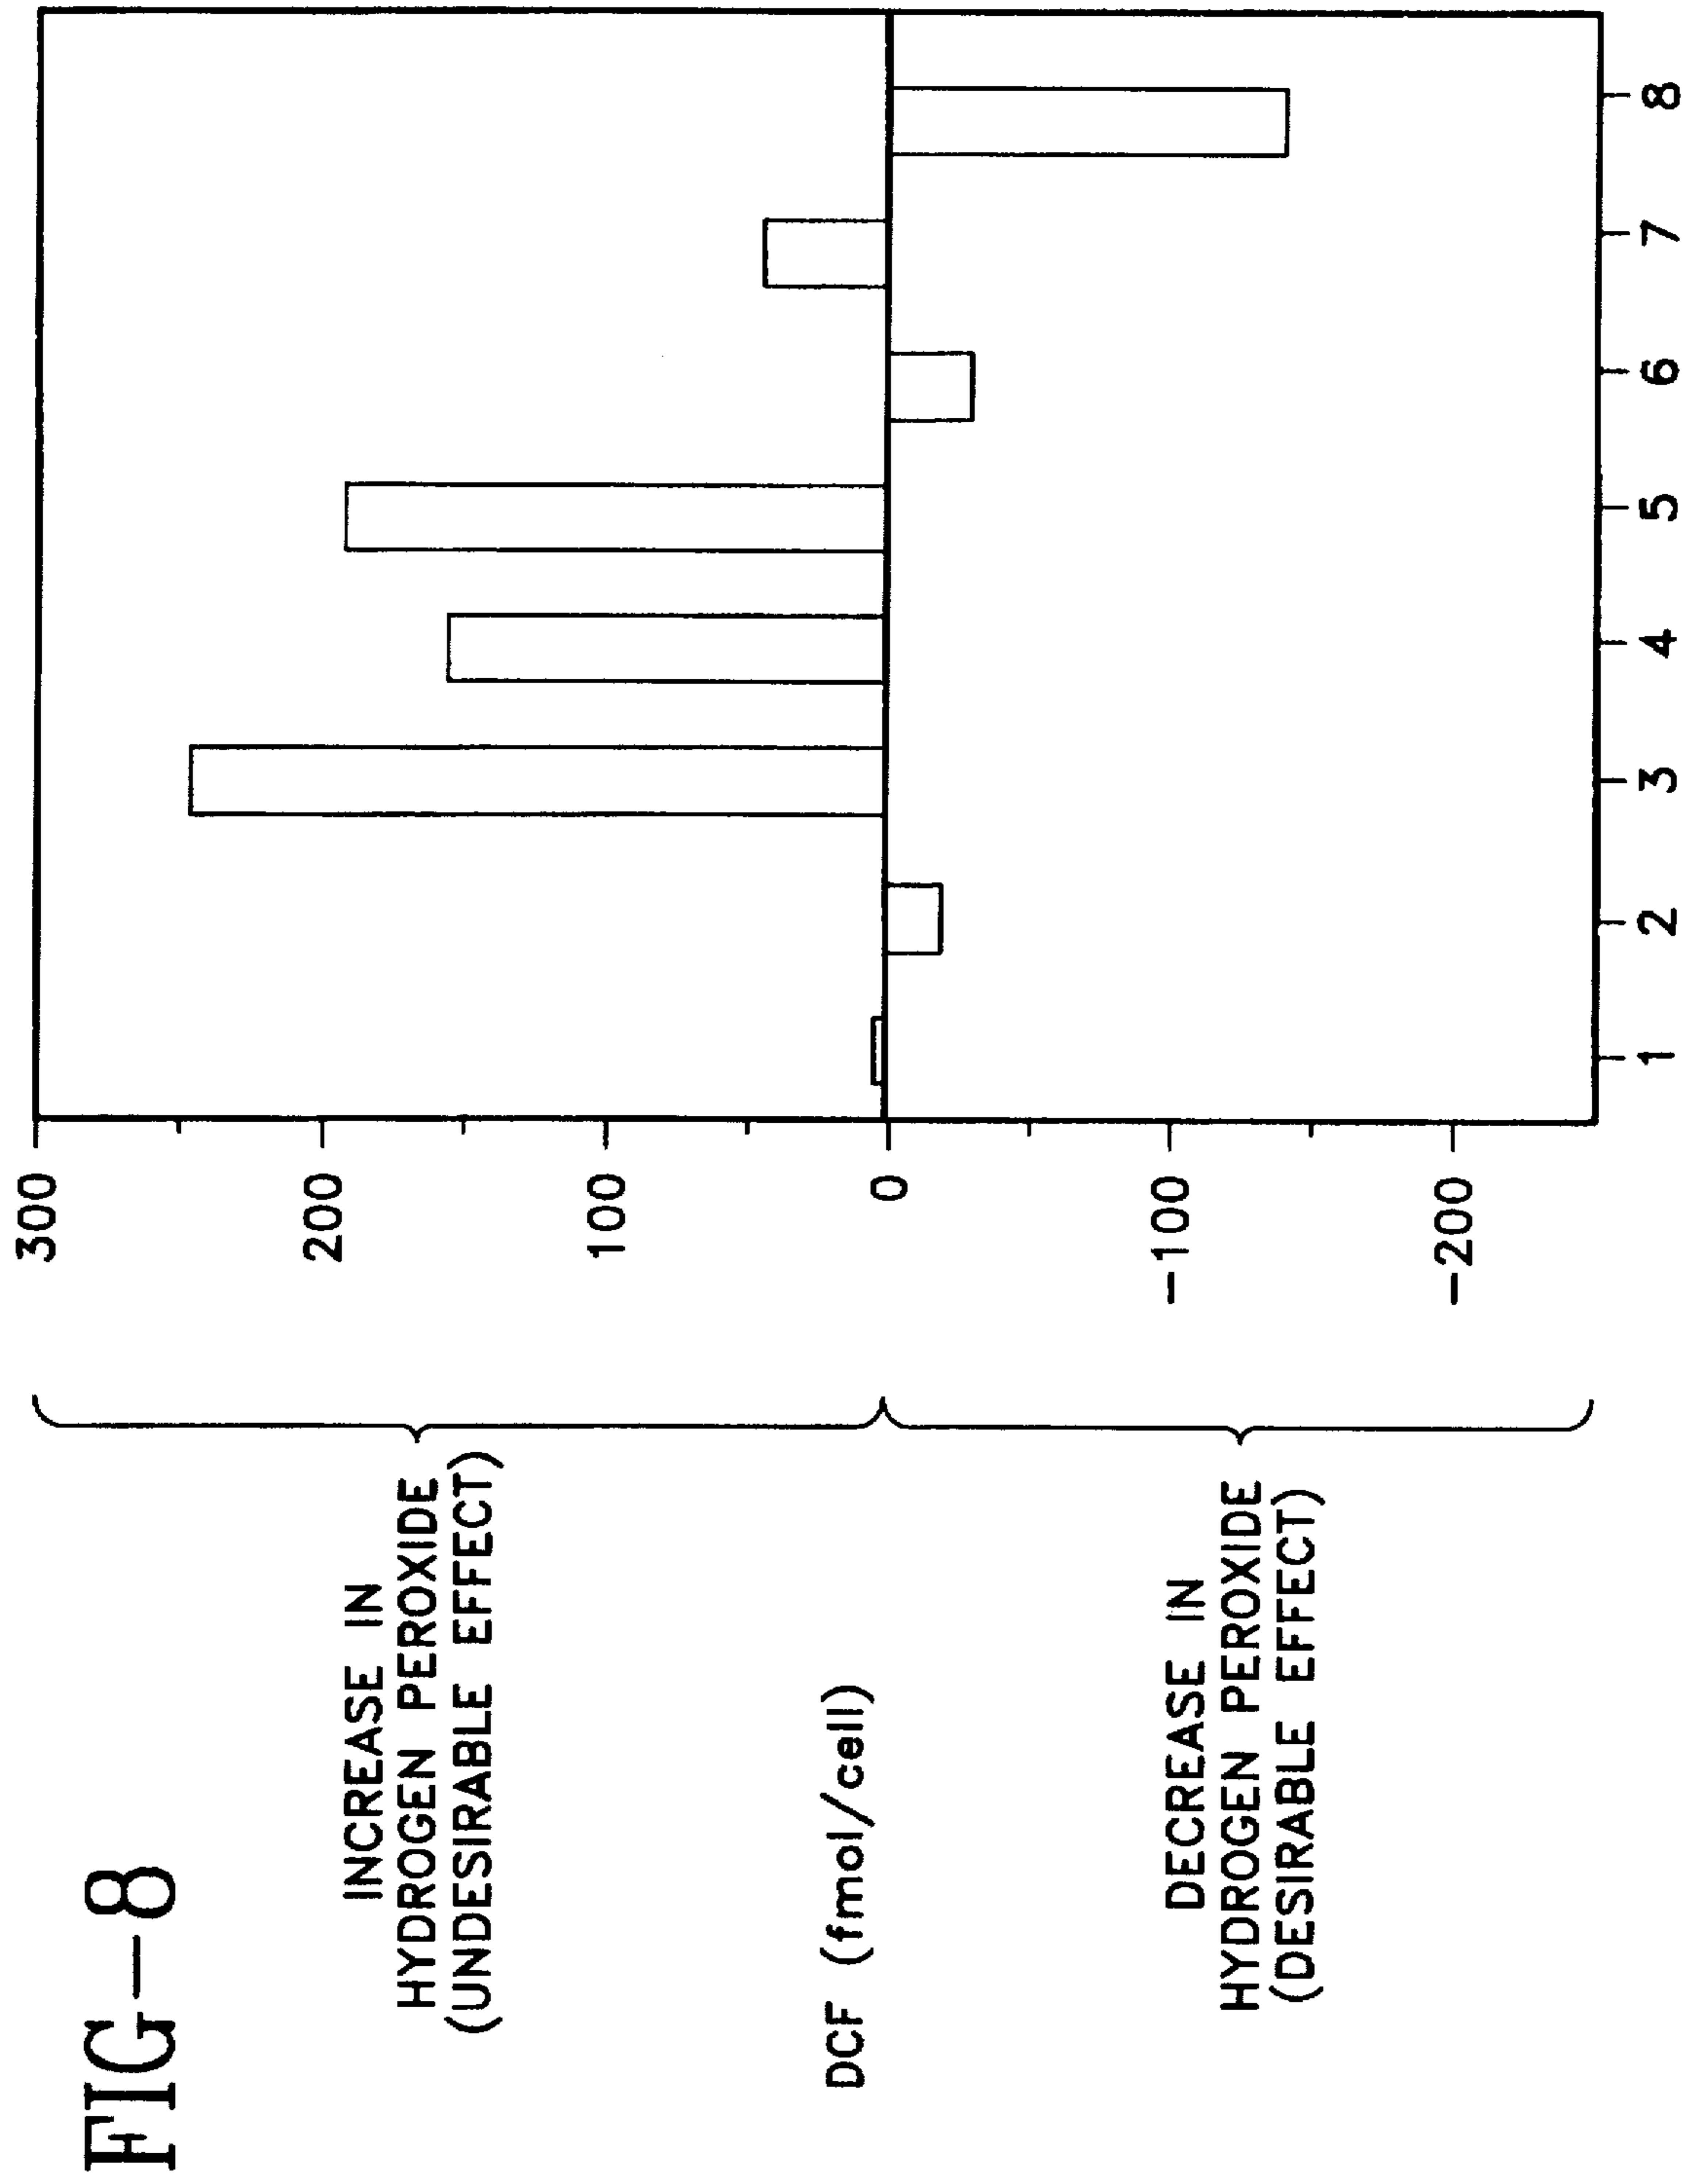 FIG-8
INCREASE IN
HYDROGEN PEROXIDE
(UNDESIRABLE EFFECT)
DCF (fmol/cell)
DECREASE IN
HYDROGEN PEROXIDE
(DESIRABLE EFFECT)
300
200
100
0
-100
-200
1 2 3 4 5 6 7 8